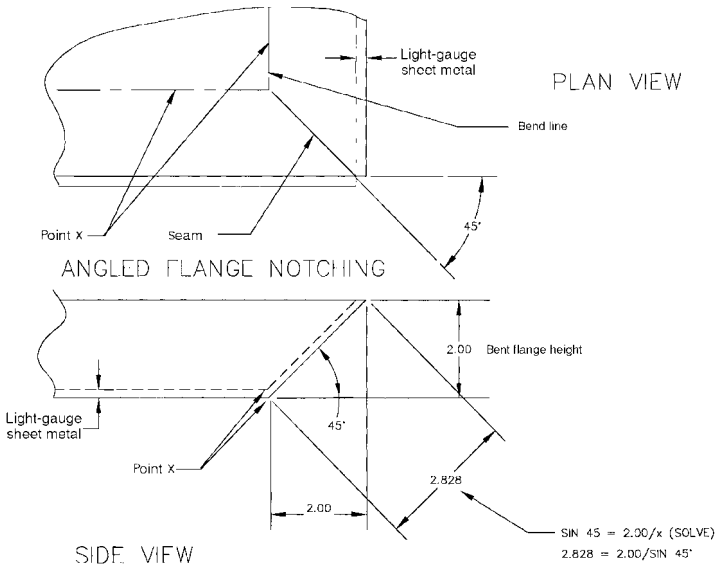 Light-gauge
sheet metal
PLAN VIEW
Bend line
Point X
Seam
45°
ANGLED FLANGE NOTCHING
2.00 Bent flange height
Light-gauge
sheet metal
45°
Point X
2.828
2.00
SIN 45 = 2.00/x (SOLVE)
2.828 = 2.00/SIN 45°
SIDE VIEW